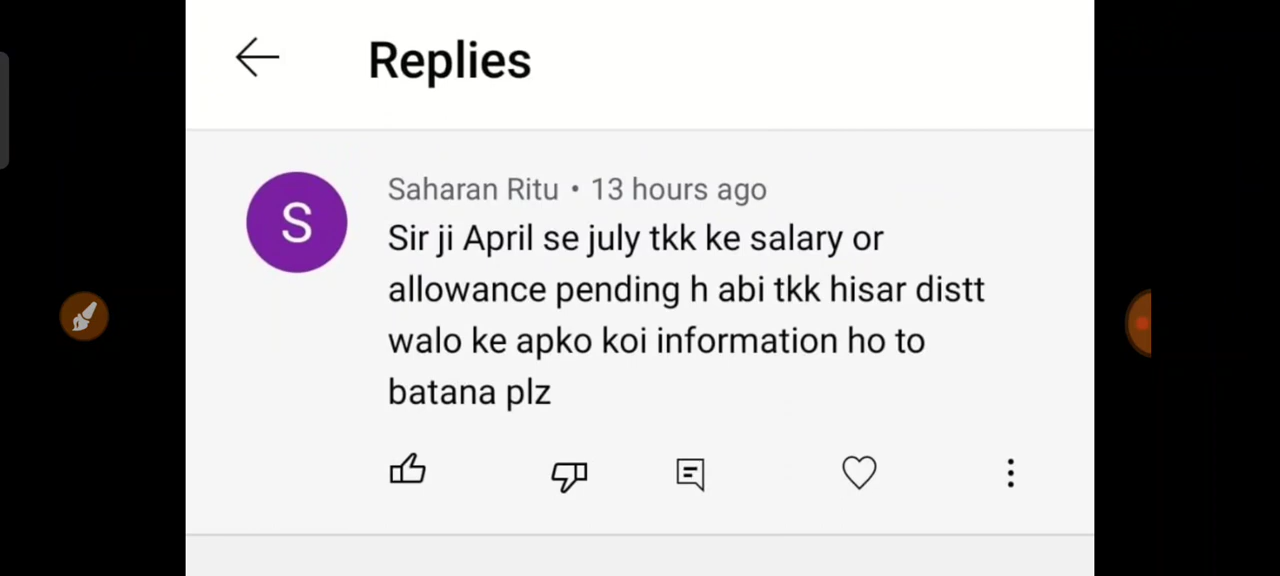 Replies
S
Saharan Ritu • 13 hours ago
Sir ji April se july tkk ke salary or
allowance pending h abi tkk hisar distt
walo ke apko koi information ho to
batana plz